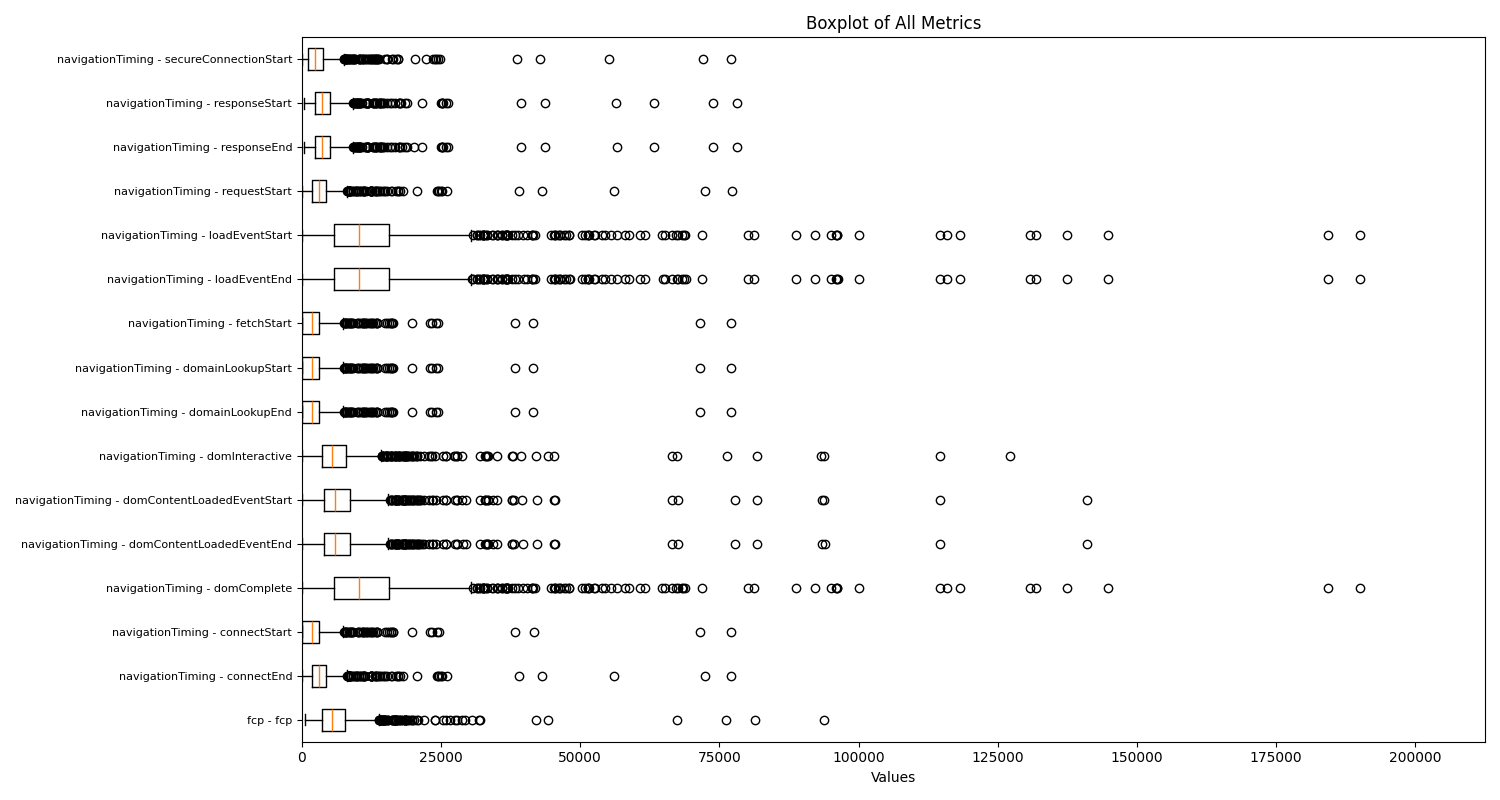 Boxplot of All Metrics
navigationTiming - secureConnectionStart
navigationTiming - responseStart
navigationTiming - responseEnd
navigationTiming - requestStart
navigationTiming - loadEventStart
navigationTiming - loadEventEnd
navigationTiming - fetchStart
navigationTiming - domainLookupStart
navigationTiming - domainLookupEnd
navigationTiming - domInteractive
navigationTiming - domContentLoadedEventStart
navigationTiming - domContentLoadedEventEnd
navigationTiming - domComplete
navigationTiming - connectStart
navigationTiming - connectEnd
fcp - fcp
0 25000 50000 75000 100000 125000 150000 175000 200000
Values